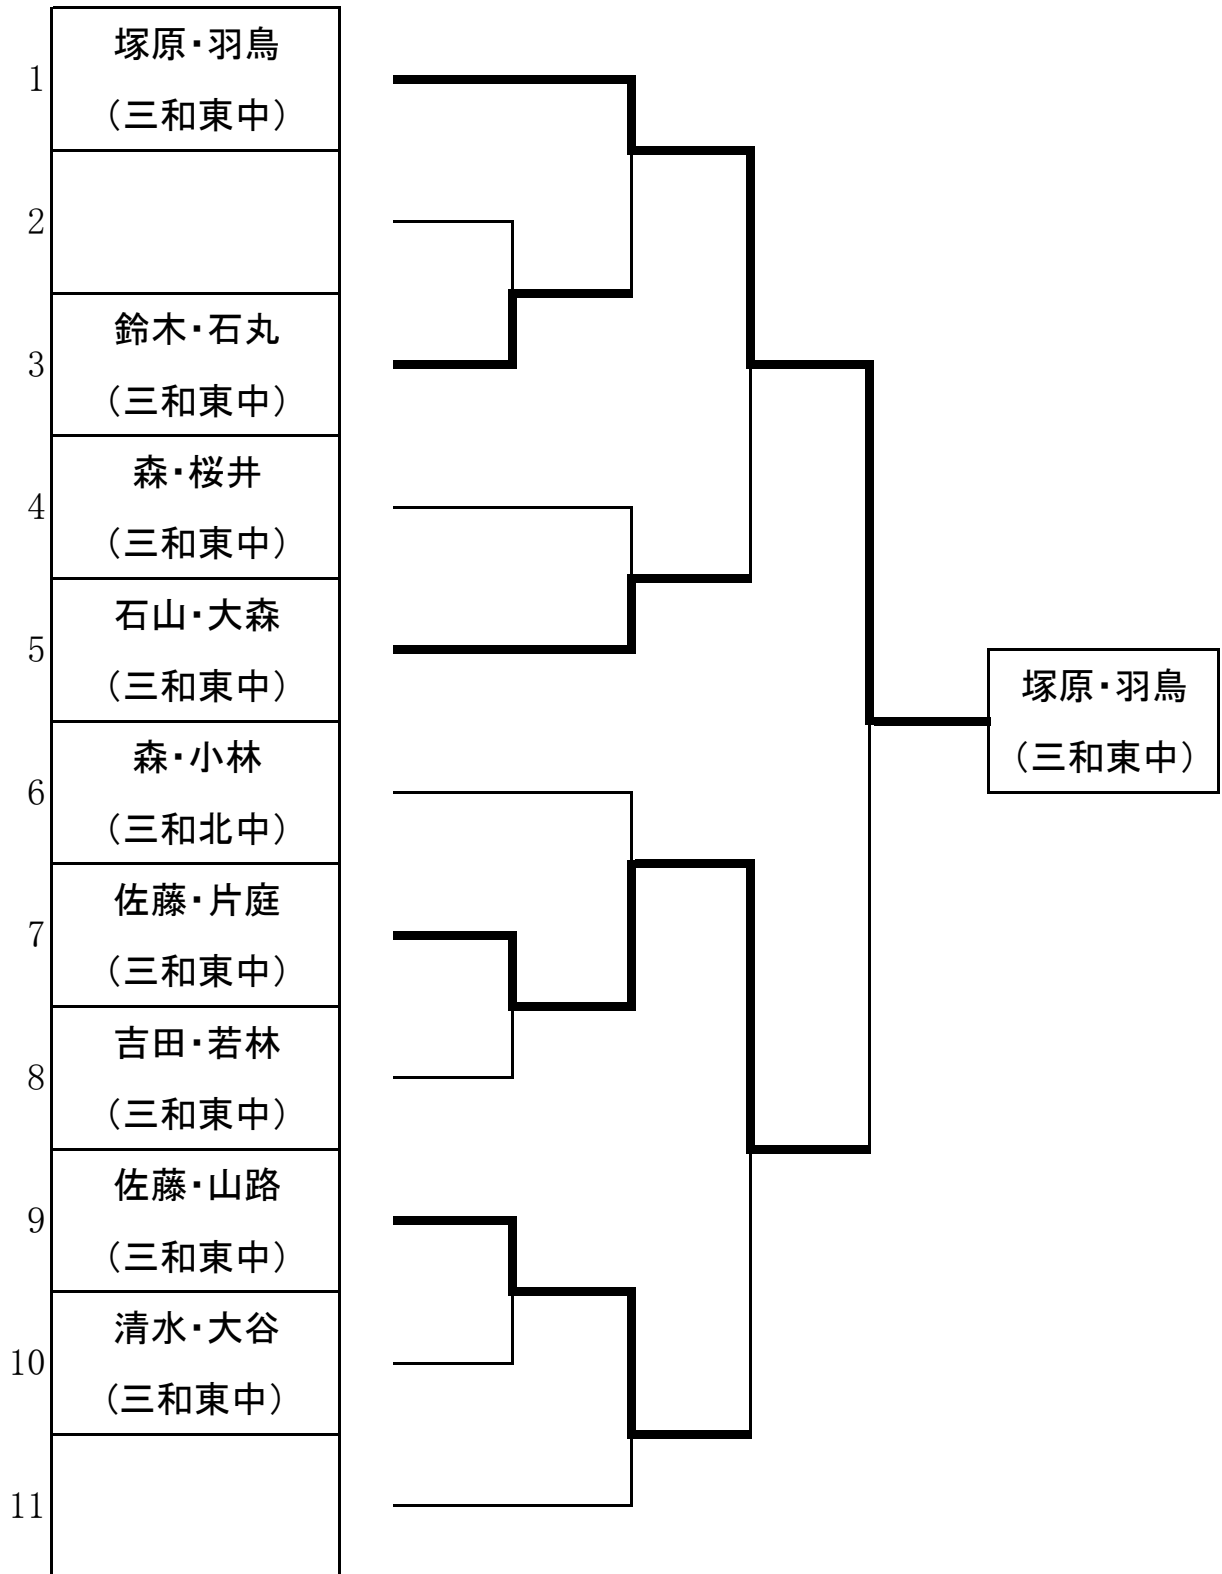 1
塚原・羽鳥
（三和東中）
2
3
鈴木・石丸
（三和東中）
4
森・桜井
（三和東中）
5
石山・大森
（三和東中）
6
森・小林
（三和北中）
7
佐藤・片庭
（三和東中）
8
吉田・若林
（三和東中）
9
佐藤・山路
（三和東中）
10
清水・大谷
（三和東中）
11
塚原・羽鳥
（三和東中）